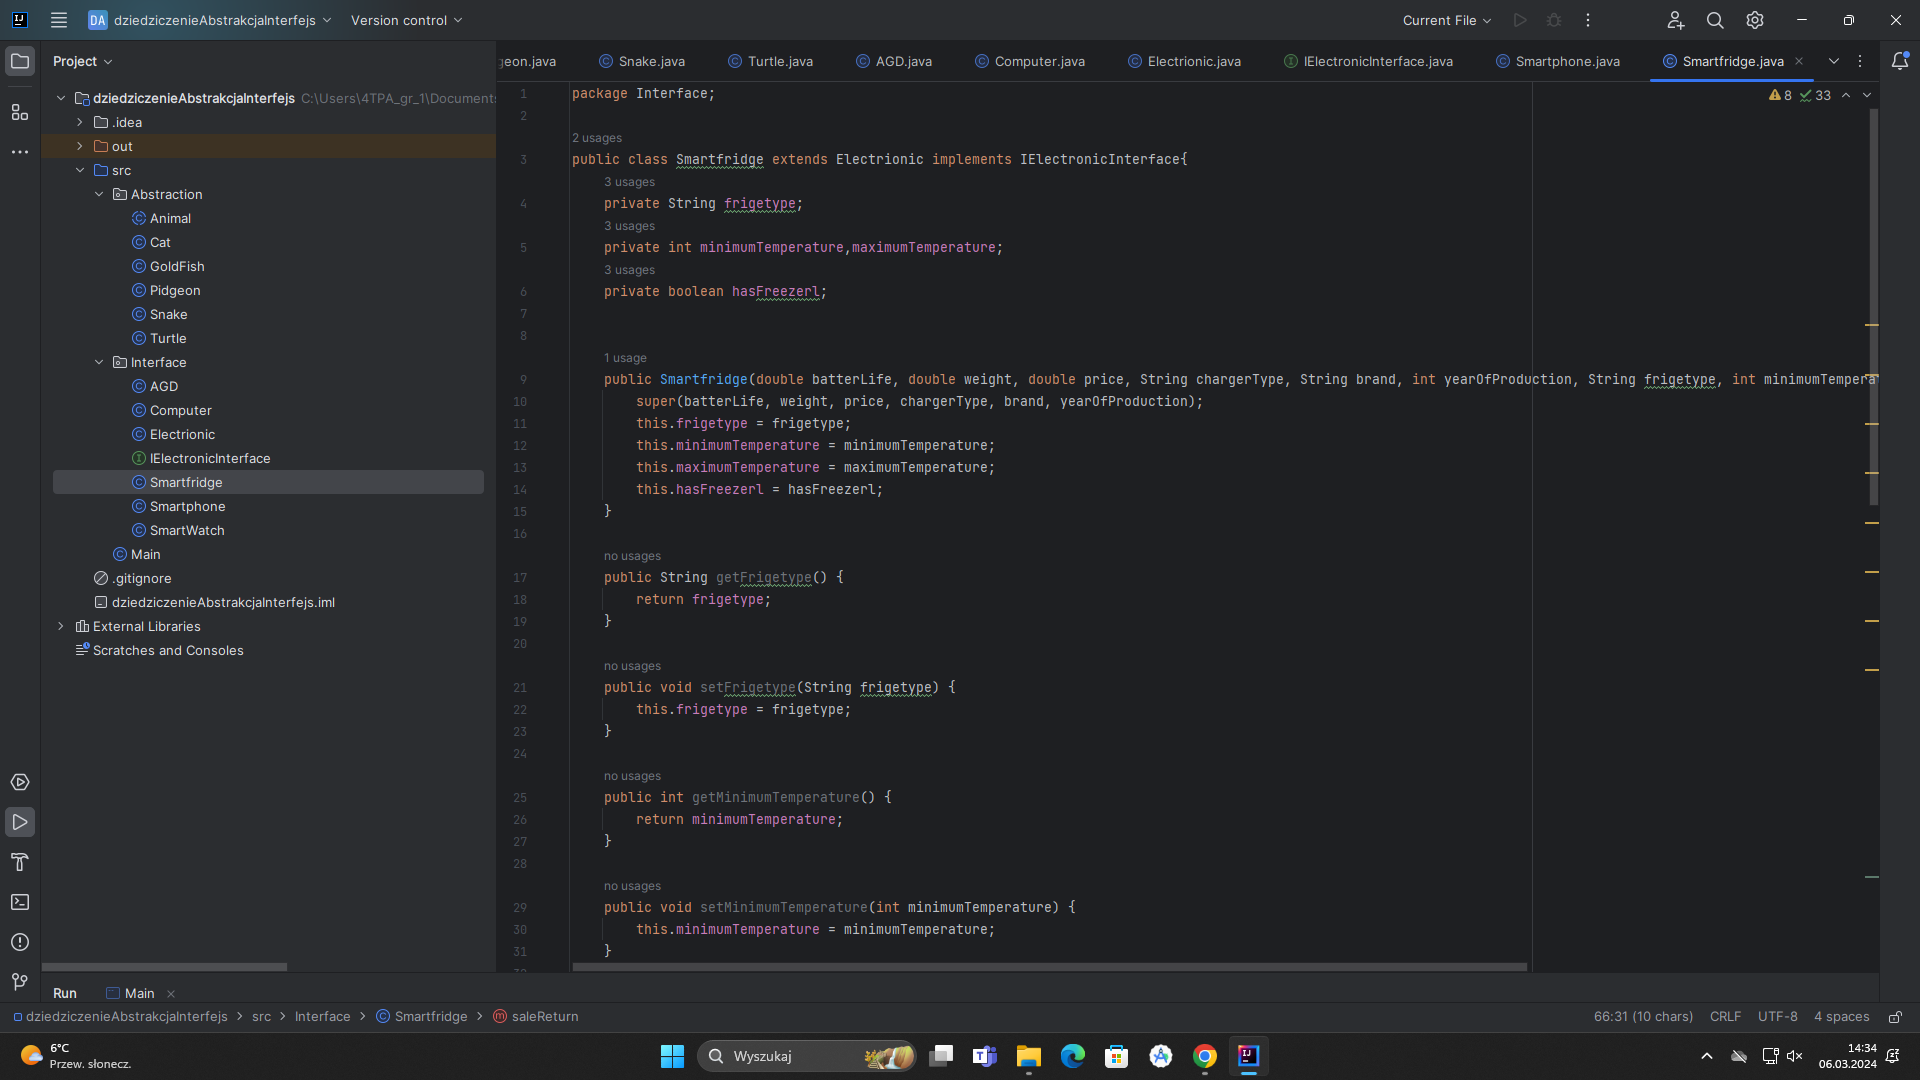 DA dziedziczenieAbstrakcjaInterfejs Version control Current File
Project
dziedziczenieAbstrakcjaInterfejs C:\Users\4TPA_gr_1\Documents
.idea
out
src
Abstraction
Animal
Cat
GoldFish
Pidgeon
Snake
Turtle
Interface
AGD
Computer
Electrionic
IElectronicInterface
Smartfridge
Smartphone
SmartWatch
Main
.gitignore
dziedziczenieAbstrakcjaInterfejs.iml
External Libraries
Scratches and Consoles
geon.java Snake.java Turtle.java AGD.java Computer.java Electrionic.java IElectronicInterface.java Smartphone.java Smartfridge.java
8 33
1 package Interface;
2
2 usages
3 public class Smartfridge extends Electrionic implements IElectronicInterface{
3 usages
4 private String frigetype;
3 usages
5 private int minimumTemperature,maximumTemperature;
3 usages
6 private boolean hasFreezerl;
7
8
1 usage
9 public Smartfridge(double batterLife, double weight, double price, String chargerType, String brand, int yearOfProduction, String frigetype, int minimumTempera
10 super(batterLife, weight, price, chargerType, brand, yearOfProduction);
11 this.frigetype = frigetype;
12 this.minimumTemperature = minimumTemperature;
13 this.maximumTemperature = maximumTemperature;
14 this.hasFreezerl = hasFreezerl;
15 }
16
no usages
17 public String getFrigetype() {
18 return frigetype;
19 }
20
no usages
21 public void setFrigetype(String frigetype) {
22 this.frigetype = frigetype;
23 }
24
no usages
25 public int getMinimumTemperature() {
26 return minimumTemperature;
27 }
28
no usages
29 public void setMinimumTemperature(int minimumTemperature) {
30 this.minimumTemperature = minimumTemperature;
31 }
Run Main
dziedziczenieAbstrakcjaInterfejs > src > Interface > Smartfridge > saleReturn 66:31 (10 chars) CRLF UTF-8 4 spaces
6°C
Przew. słonecz.
Wyszukaj
14:34
06.03.2024